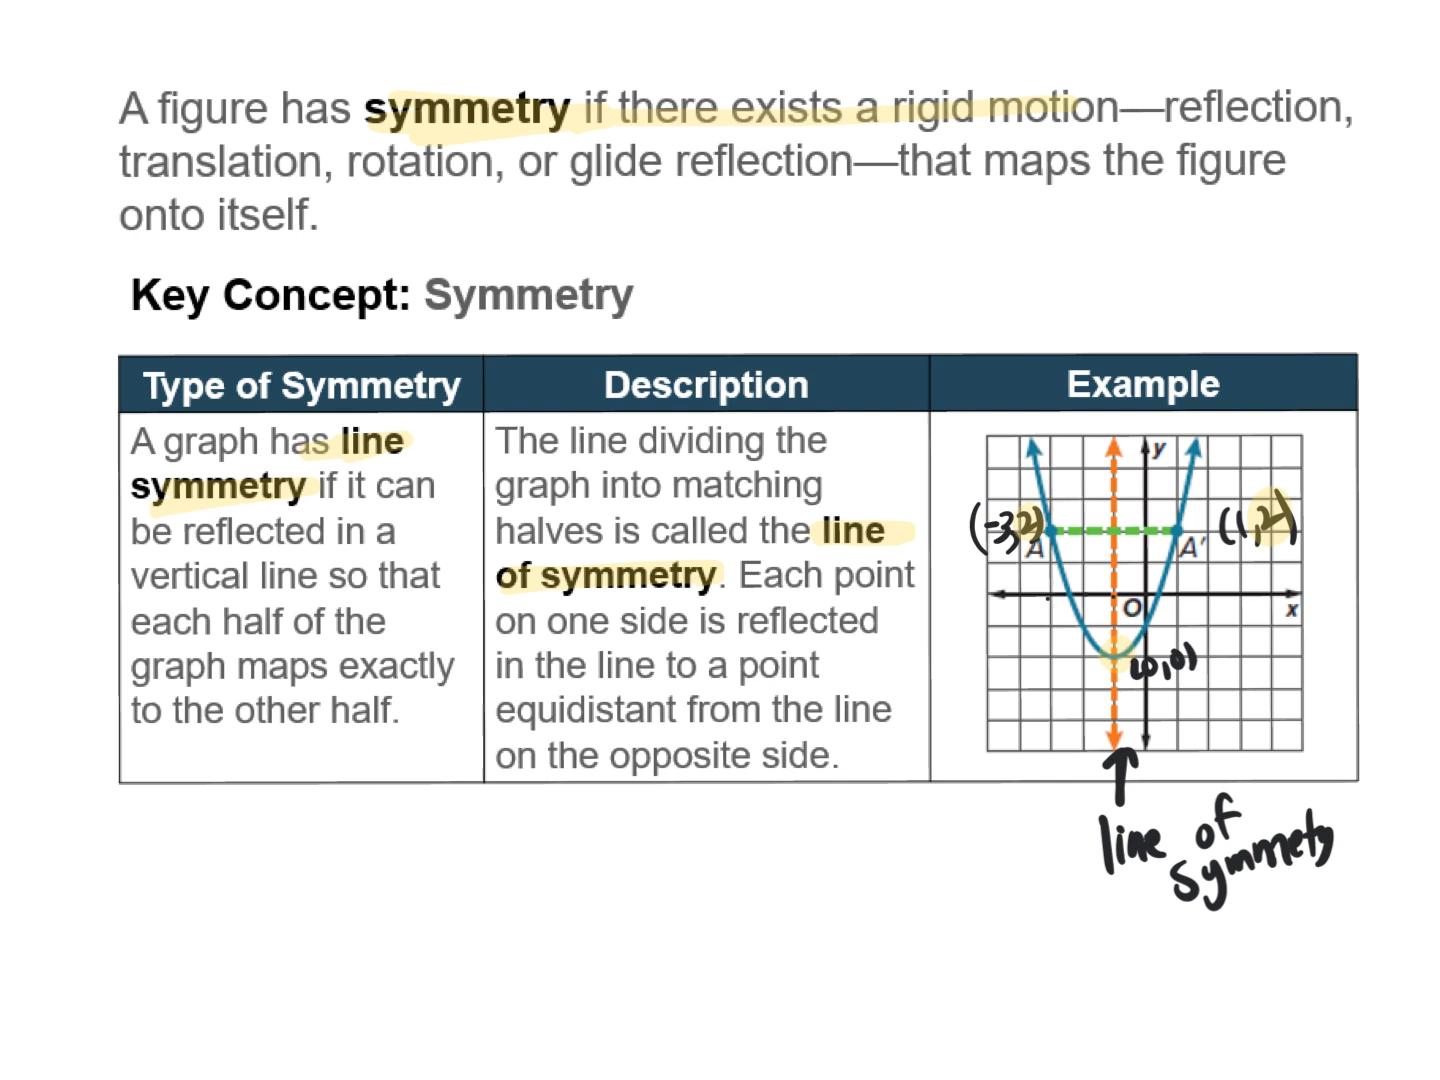 A figure has symmetry if there exists a rigid motion—reflection,
translation, rotation, or glide reflection—that maps the figure
onto itself.
Key Concept: Symmetry
Type of Symmetry
Description
Example
A graph has line
symmetry if it can
be reflected in a
vertical line so that
each half of the
graph maps exactly
to the other half.
The line dividing the
graph into matching
halves is called the line
of symmetry. Each point
on one side is reflected
in the line to a point
equidistant from the line
on the opposite side.
y
(-3,2)
A
A′
(1,2)
O
x
(0,0)
line of
symmety